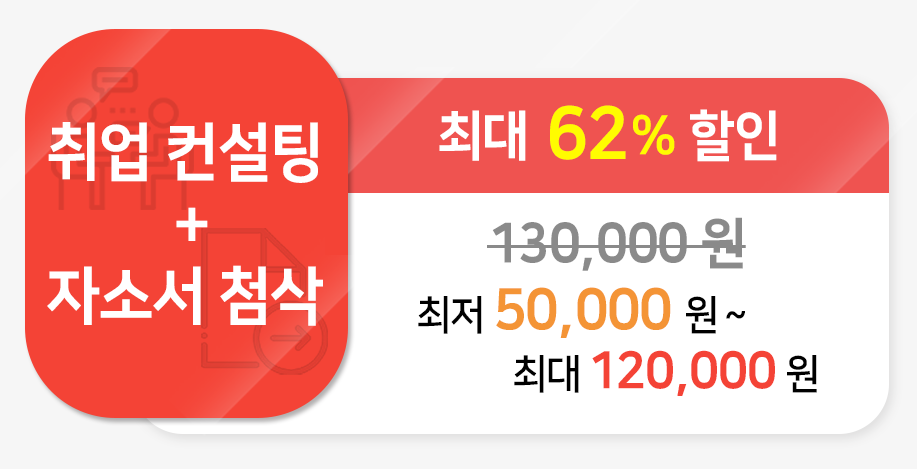 취업 컨설팅
+
자소서 첨삭
최대 62% 할인
130,000 원
최저 50,000 원 ~
최대 120,000 원